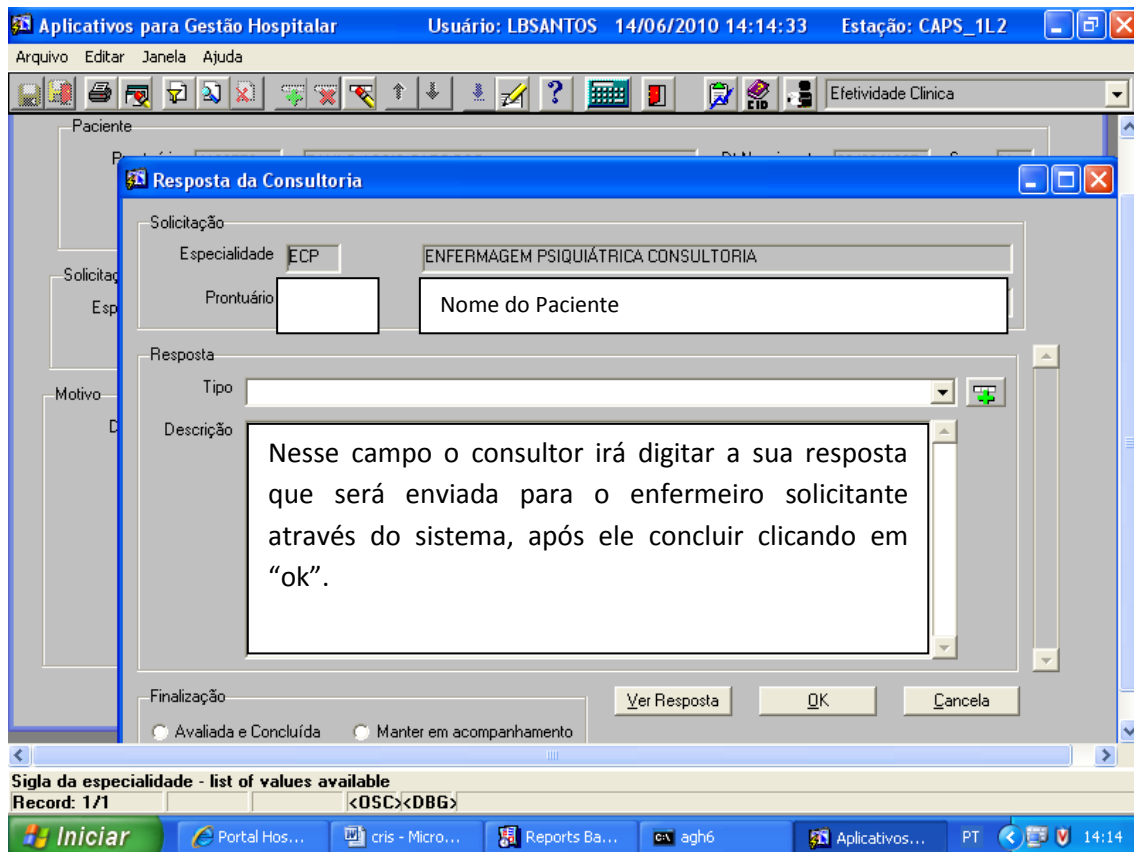 Aplicativos para Gestão Hospitalar Usuário: LBSANTOS 14/06/2010 14:14:33 Estação: CAPS_1L2
Arquivo Editar Janela Ajuda
CID Efetividade Clinica
Paciente
Resposta da Consultoria
Solicitação
Especialidade ECP ENFERMAGEM PSIQUIÁTRICA CONSULTORIA
Solicitaç
Prontuário Nome do Paciente
Esp
Resposta
Tipo
Motivo
D
Descrição
Nesse campo o consultor irá digitar a sua resposta
que será enviada para o enfermeiro solicitante
através do sistema, após ele concluir clicando em
“ok”.
Finalização
Ver Resposta OK Cancela
Avaliada e Concluída Manter em acompanhamento
Sigla da especialidade - list of values available
Record: 1/1 <OSC><DBG>
Iniciar Portal Hos... cris - Micro... Reports Ba... agh6 Aplicativos... PT 14:14